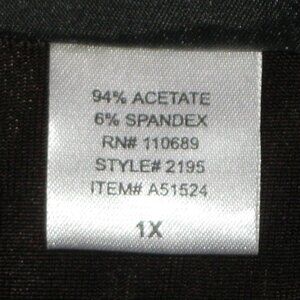 94% ACETATE
6% SPANDEX
RN# 110689
STYLE# 2195
ITEM# A51524
1X